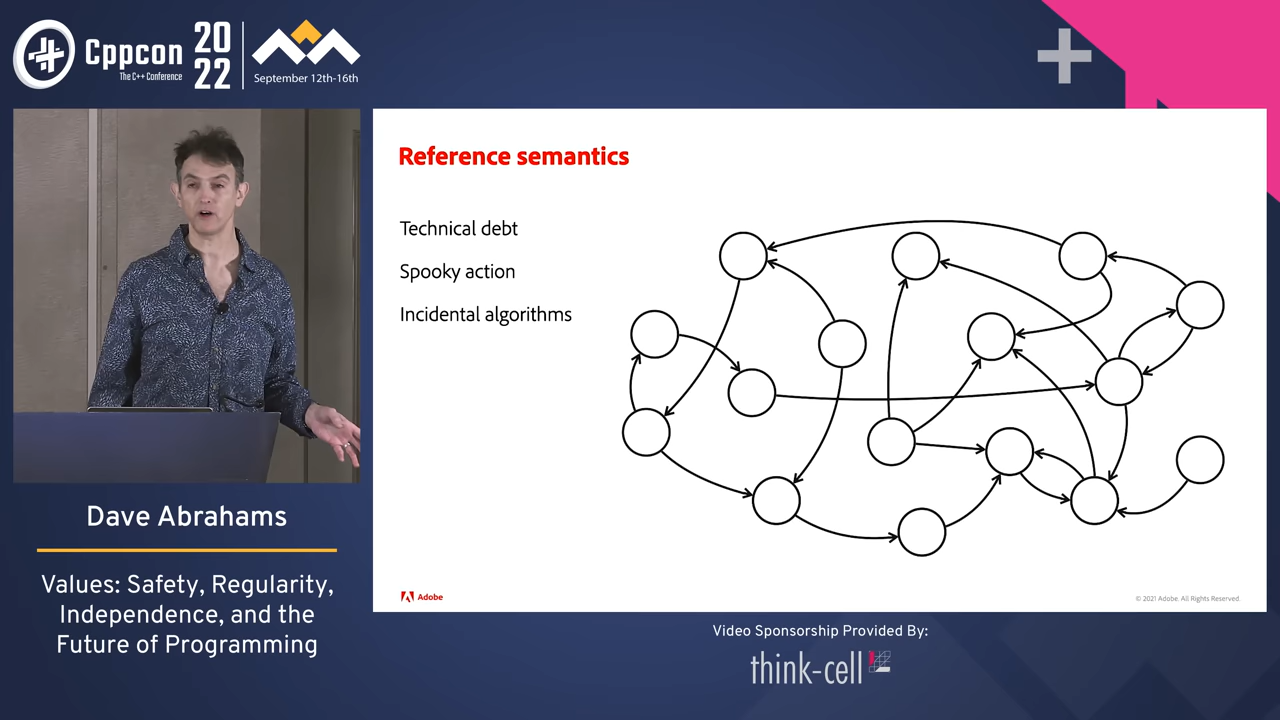 Cppcon
The C++ Conference
20
22
September 12th-16th
Reference semantics
Technical debt
Spooky action
Incidental algorithms
Adobe
© 2021 Adobe. All Rights Reserved.
Dave Abrahams
Values: Safety, Regularity,
Independence, and the
Future of Programming
Video Sponsorship Provided By:
think-cell